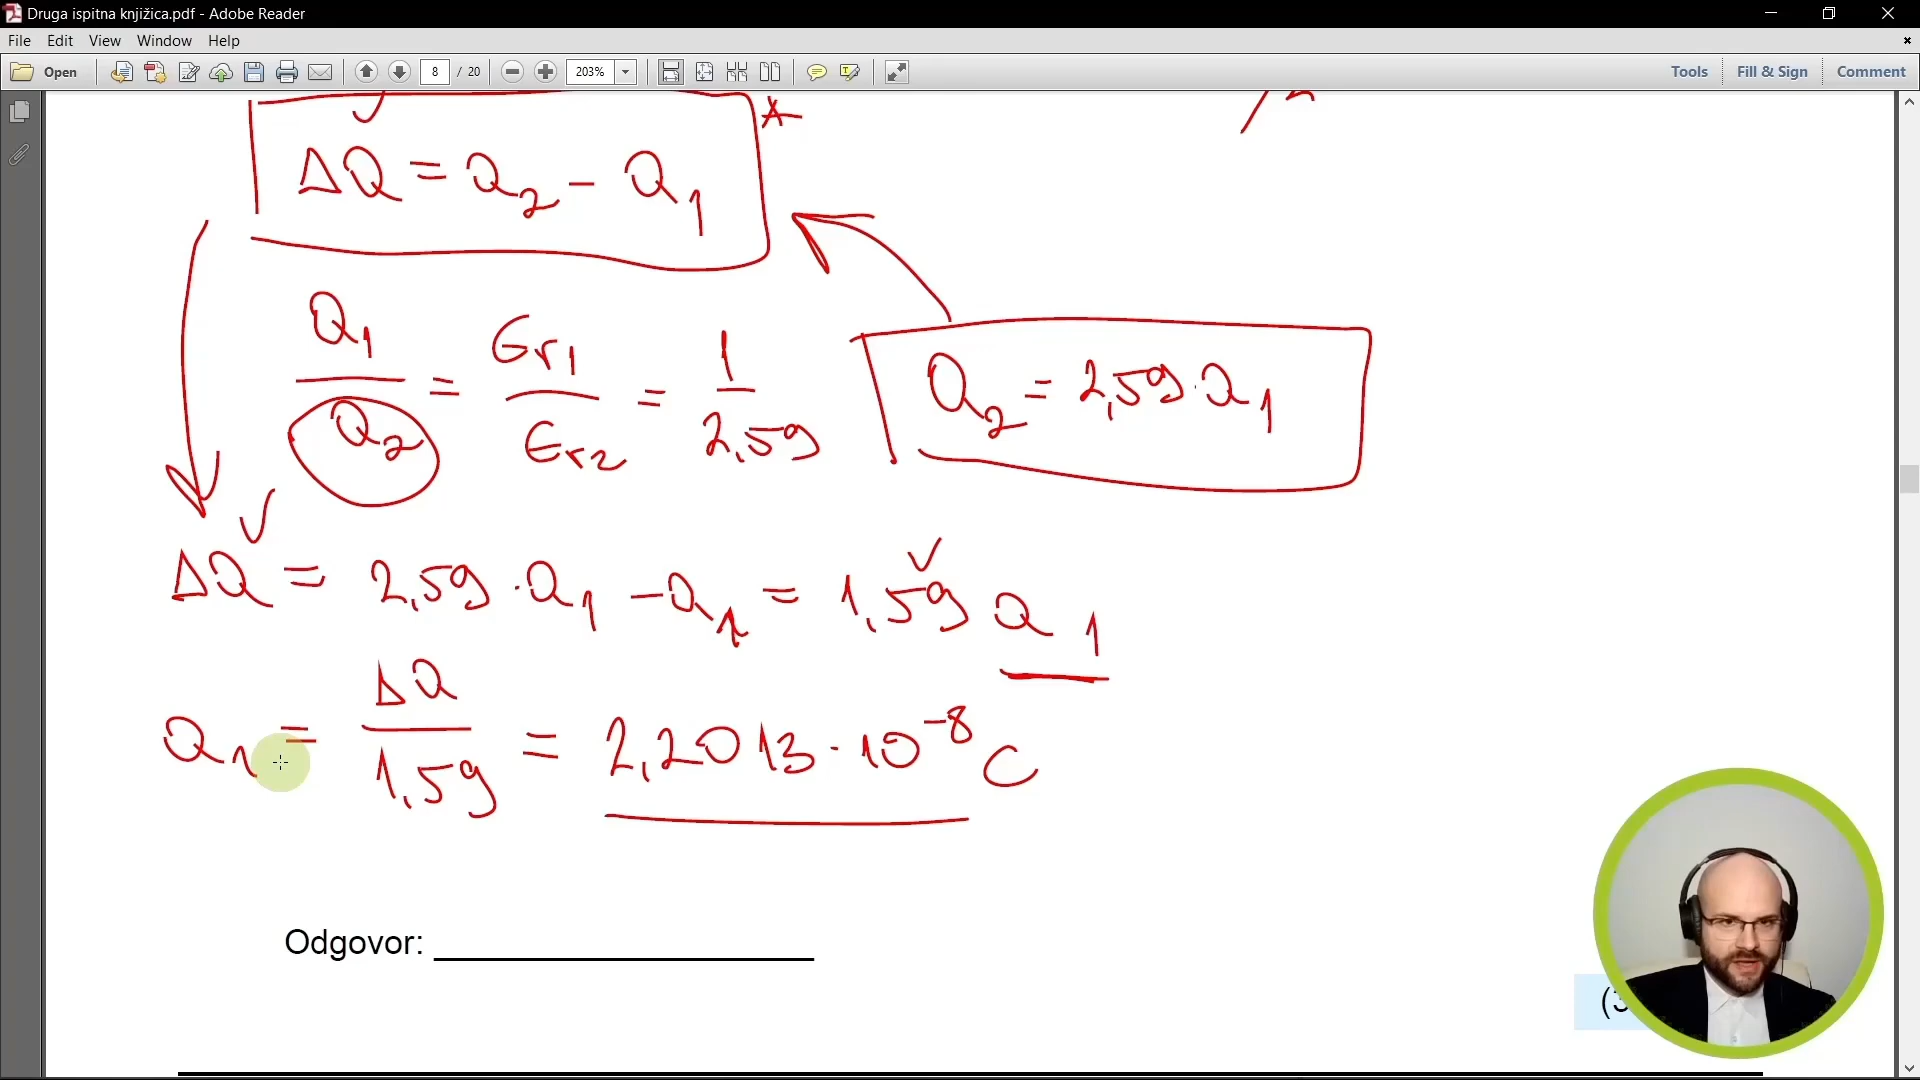 Druga ispitna knjižica.pdf - Adobe Reader
File Edit View Window Help
Open 8 / 20 203% Tools Fill & Sign Comment
ΔQ = Q₂ - Q₁ *
Q₁/Q₂ = εr₁/εr₂ = 1/2,59
Q₂ = 2,59 · Q₁
ΔQ = 2,59 · Q₁ - Q₁ = 1,59 Q₁
Q₁ = ΔQ/1,59 = 2,2013 · 10⁻⁸ C
Odgovor: ____________________